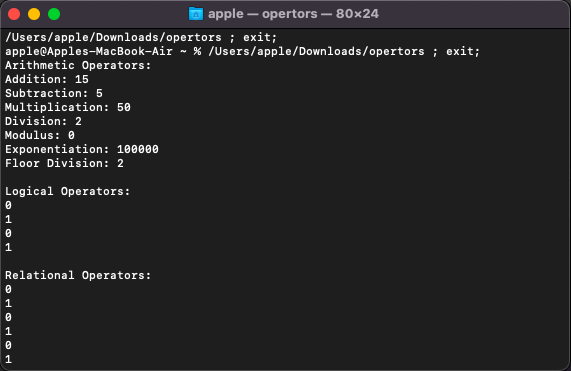 apple — opertors — 80×24
/Users/apple/Downloads/opertors ; exit;
apple@Apples-MacBook-Air ~ % /Users/apple/Downloads/opertors ; exit;
Arithmetic Operators:
Addition: 15
Subtraction: 5
Multiplication: 50
Division: 2
Modulus: 0
Exponentiation: 100000
Floor Division: 2
Logical Operators:
0
1
0
1
Relational Operators:
0
1
0
1
0
1